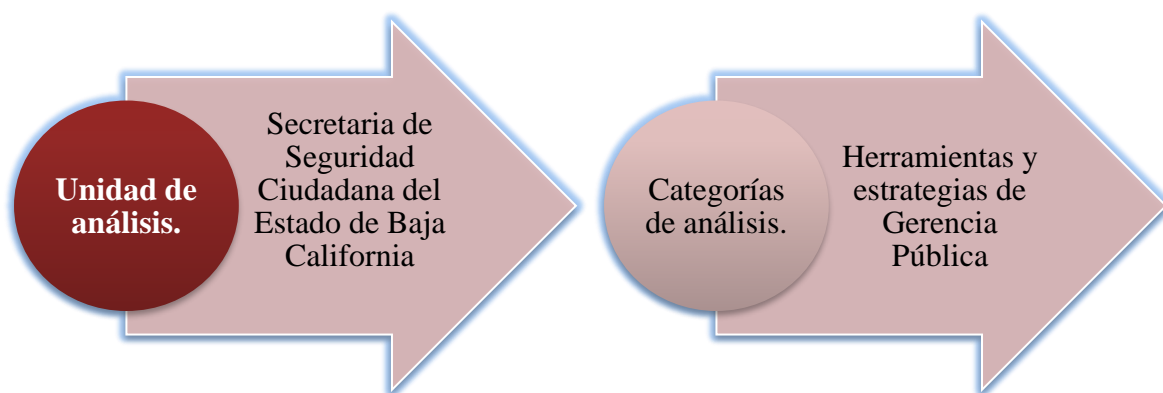 Unidad de
análisis.
Secretaria de
Seguridad
Ciudadana del
Estado de Baja
California
Categorías
de análisis.
Herramientas y
estrategias de
Gerencia
Pública